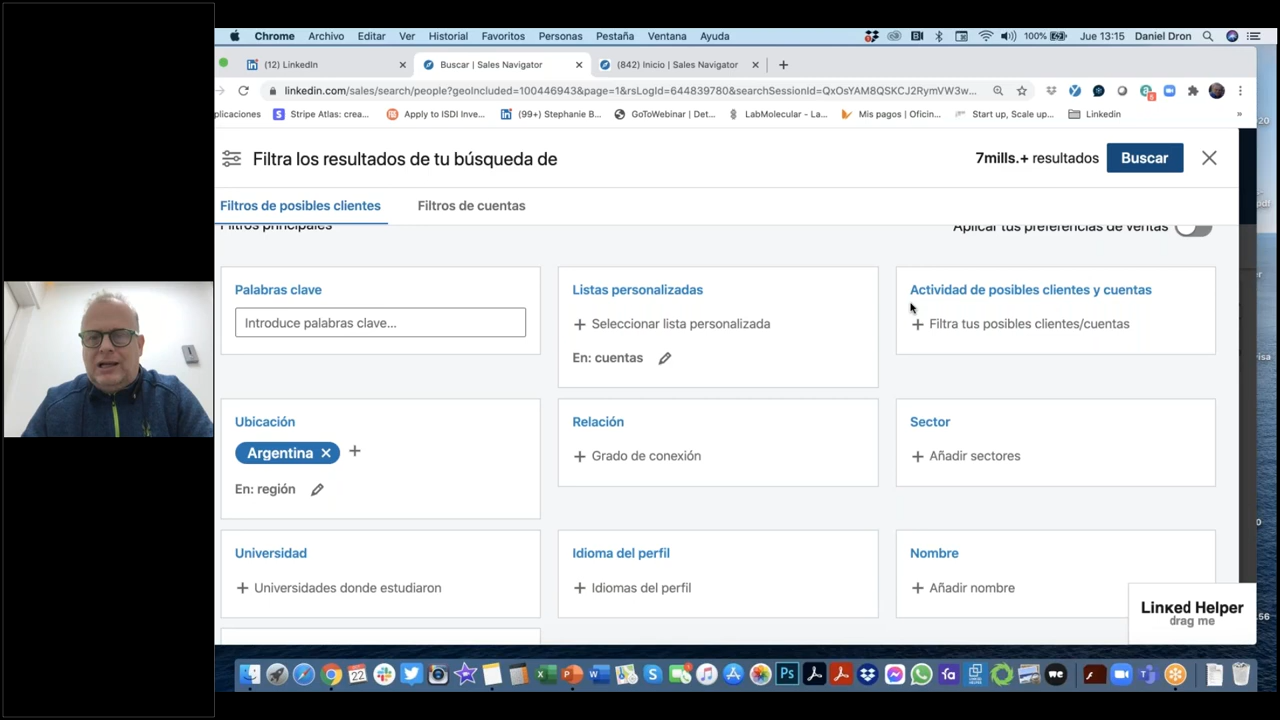 Chrome Archivo Editar Ver Historial Favoritos Personas Pestaña Ventana Ayuda 100% Jue 13:15 Daniel Dron
(12) LinkedIn Buscar | Sales Navigator (842) Inicio | Sales Navigator
linkedin.com/sales/search/people?geoIncluded=100446943&page=1&rsLogId=644839780&searchSessionId=QxOsYAM8QSKCJ2RymVW3w...
plicaciones Stripe Atlas: crea... Apply to ISDI Inve... (99+) Stephanie B... GoToWebinar | Det... LabMolecular - La... Mis pagos | Oficin... Start up, Scale up... Linkedin »
Filtra los resultados de tu búsqueda de 7mills.+ resultados Buscar
Filtros de posibles clientes Filtros de cuentas
Filtros principales Aplicar tus preferencias de ventas
Palabras clave Listas personalizadas Actividad de posibles clientes y cuentas
Introduce palabras clave... + Seleccionar lista personalizada + Filtra tus posibles clientes/cuentas
En: cuentas
Ubicación Relación Sector
Argentina × + + Grado de conexión + Añadir sectores
En: región
Universidad Idioma del perfil Nombre
+ Universidades donde estudiaron + Idiomas del perfil + Añadir nombre
Linked Helper
drag me